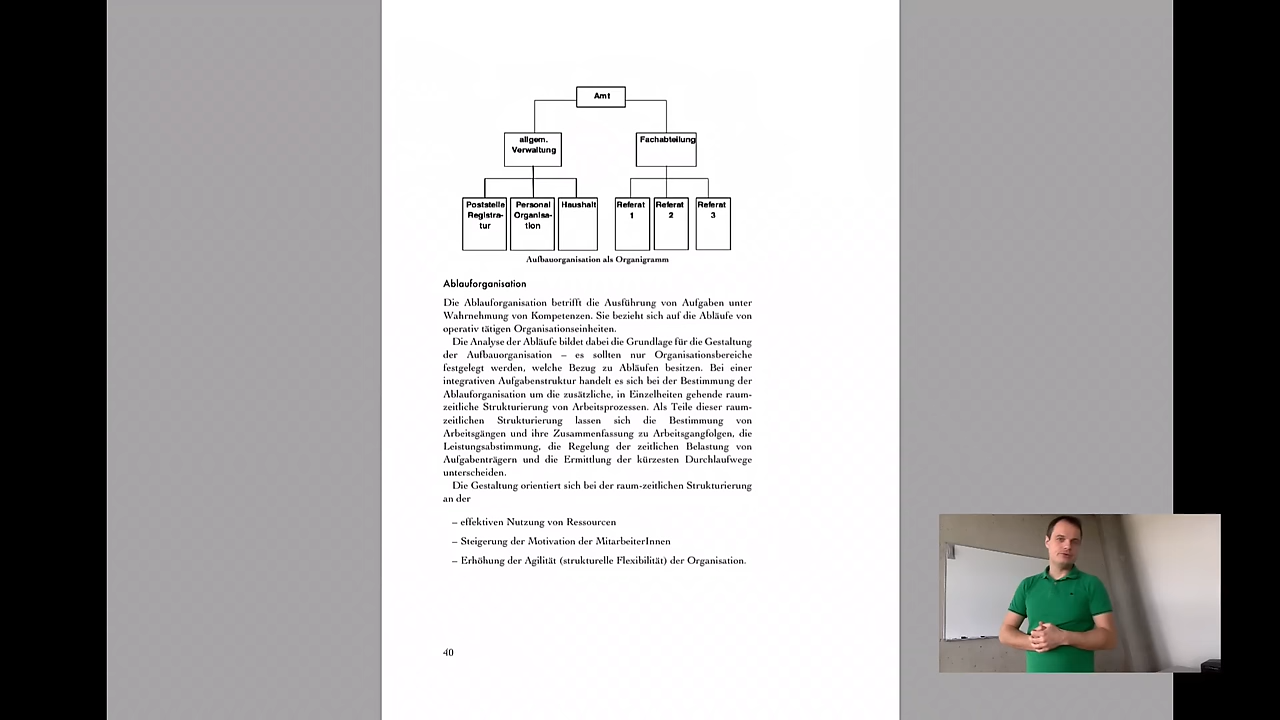 Amt
allgem.
Verwaltung
Fachabteilung
Poststelle
Registra-
tur
Personal
Organisa-
tion
Haushalt
Referat
1
Referat
2
Referat
3
Aufbauorganisation als Organigramm
Ablauforganisation
Die Ablauforganisation betrifft die Ausführung von Aufgaben unter
Wahrnehmung von Kompetenzen. Sie bezieht sich auf die Abläufe von
operativ tätigen Organisationseinheiten.
Die Analyse der Abläufe bildet dabei die Grundlage für die Gestaltung
der Aufbauorganisation – es sollten nur Organisationsbereiche
festgelegt werden, welche Bezug zu Abläufen besitzen. Bei einer
integrativen Aufgabenstruktur handelt es sich bei der Bestimmung der
Ablauforganisation um die zusätzliche, in Einzelheiten gehende raum-
zeitliche Strukturierung von Arbeitsprozessen. Als Teile dieser raum-
zeitlichen Strukturierung lassen sich die Bestimmung von
Arbeitsgängen und ihre Zusammenfassung zu Arbeitsgangfolgen, die
Leistungsabstimmung, die Regelung der zeitlichen Belastung von
Aufgabenträgern und die Ermittlung der kürzesten Durchlaufwege
unterscheiden.
Die Gestaltung orientiert sich bei der raum-zeitlichen Strukturierung
an der
– effektiven Nutzung von Ressourcen
– Steigerung der Motivation der MitarbeiterInnen
– Erhöhung der Agilität (strukturelle Flexibilität) der Organisation.
40